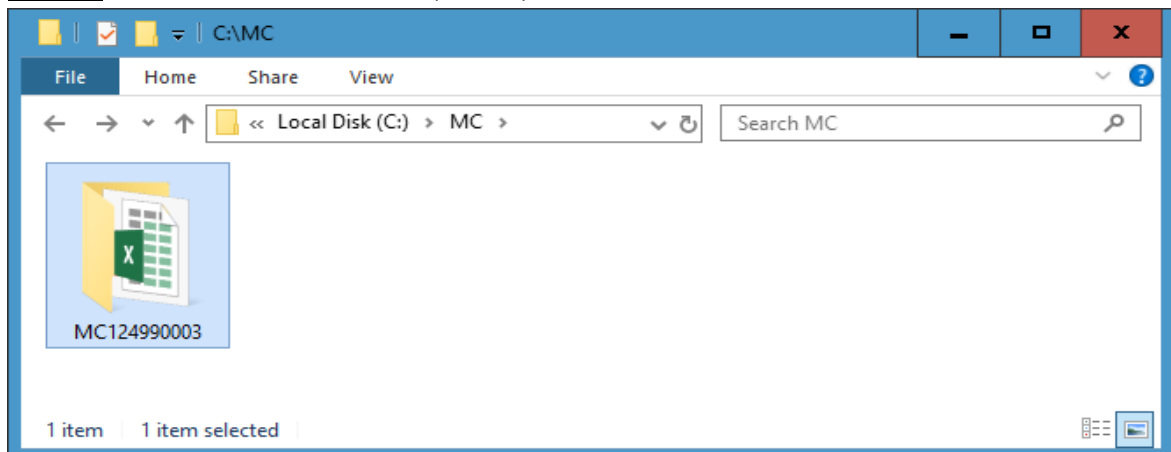 C:\MC
File Home Share View
« Local Disk (C:) › MC ›
Search MC
X
MC124990003
1 item 1 item selected